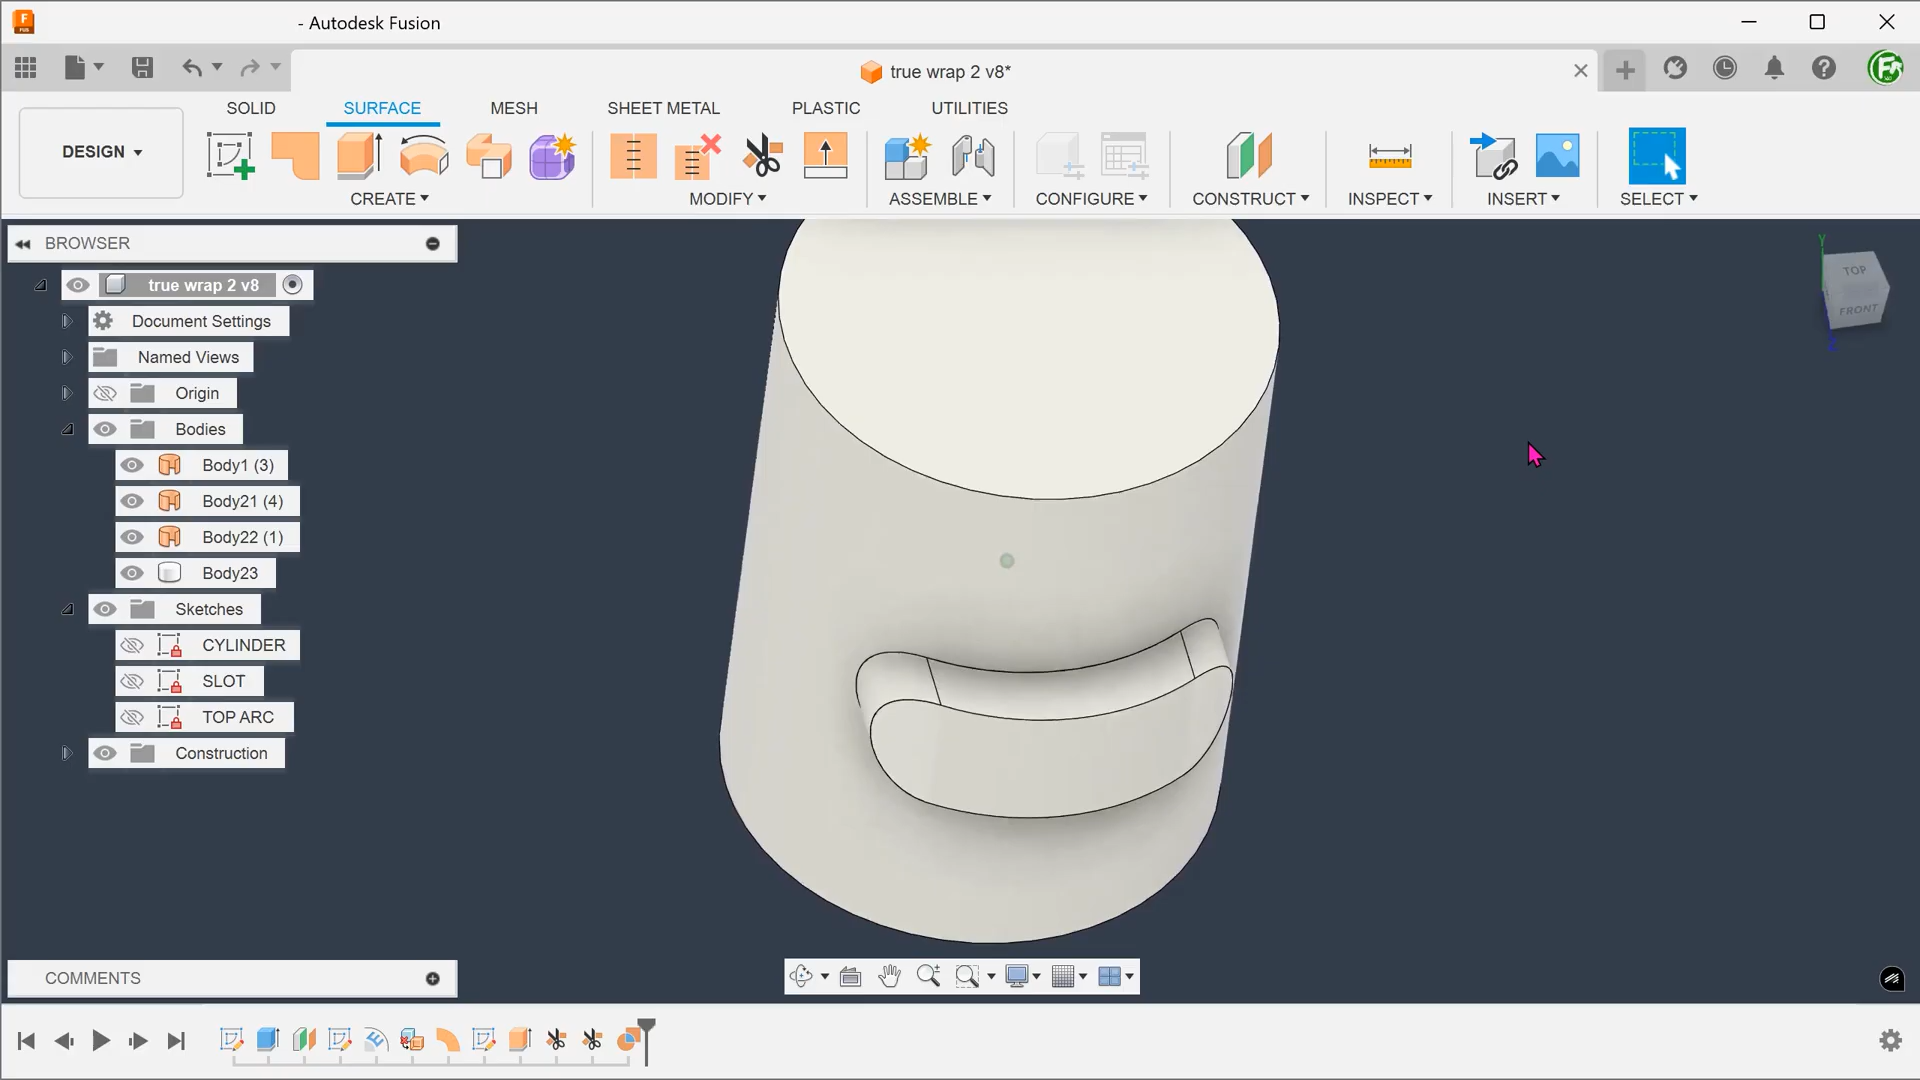 - Autodesk Fusion
true wrap 2 v8*
SOLID
SURFACE
MESH
SHEET METAL
PLASTIC
UTILITIES
DESIGN
CREATE
MODIFY
ASSEMBLE
CONFIGURE
CONSTRUCT
INSPECT
INSERT
SELECT
BROWSER
true wrap 2 v8
Document Settings
Named Views
Origin
Bodies
Body1 (3)
Body21 (4)
Body22 (1)
Body23
Sketches
CYLINDER
SLOT
TOP ARC
Construction
Y
TOP
FRONT
Z
COMMENTS